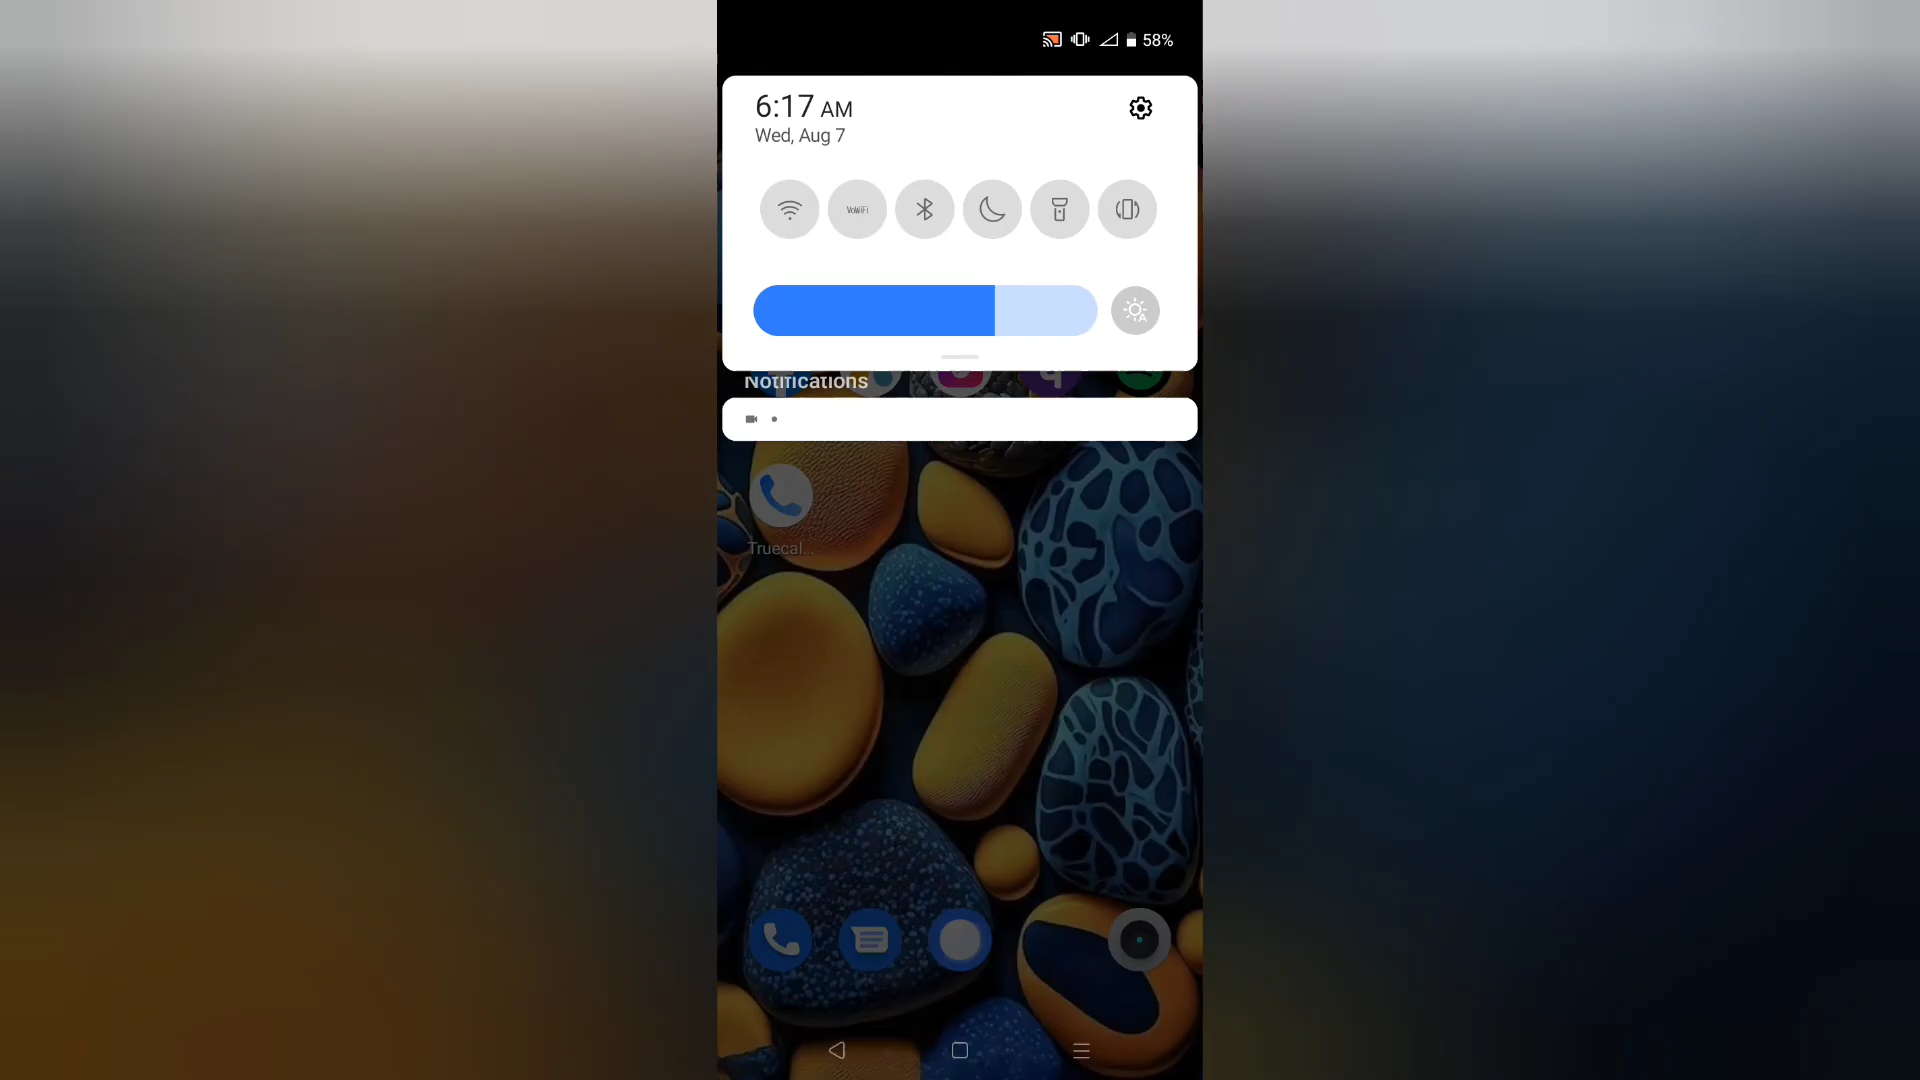 58%
6:17 AM
Wed, Aug 7
VoWiFi
Notifications
Truecal...